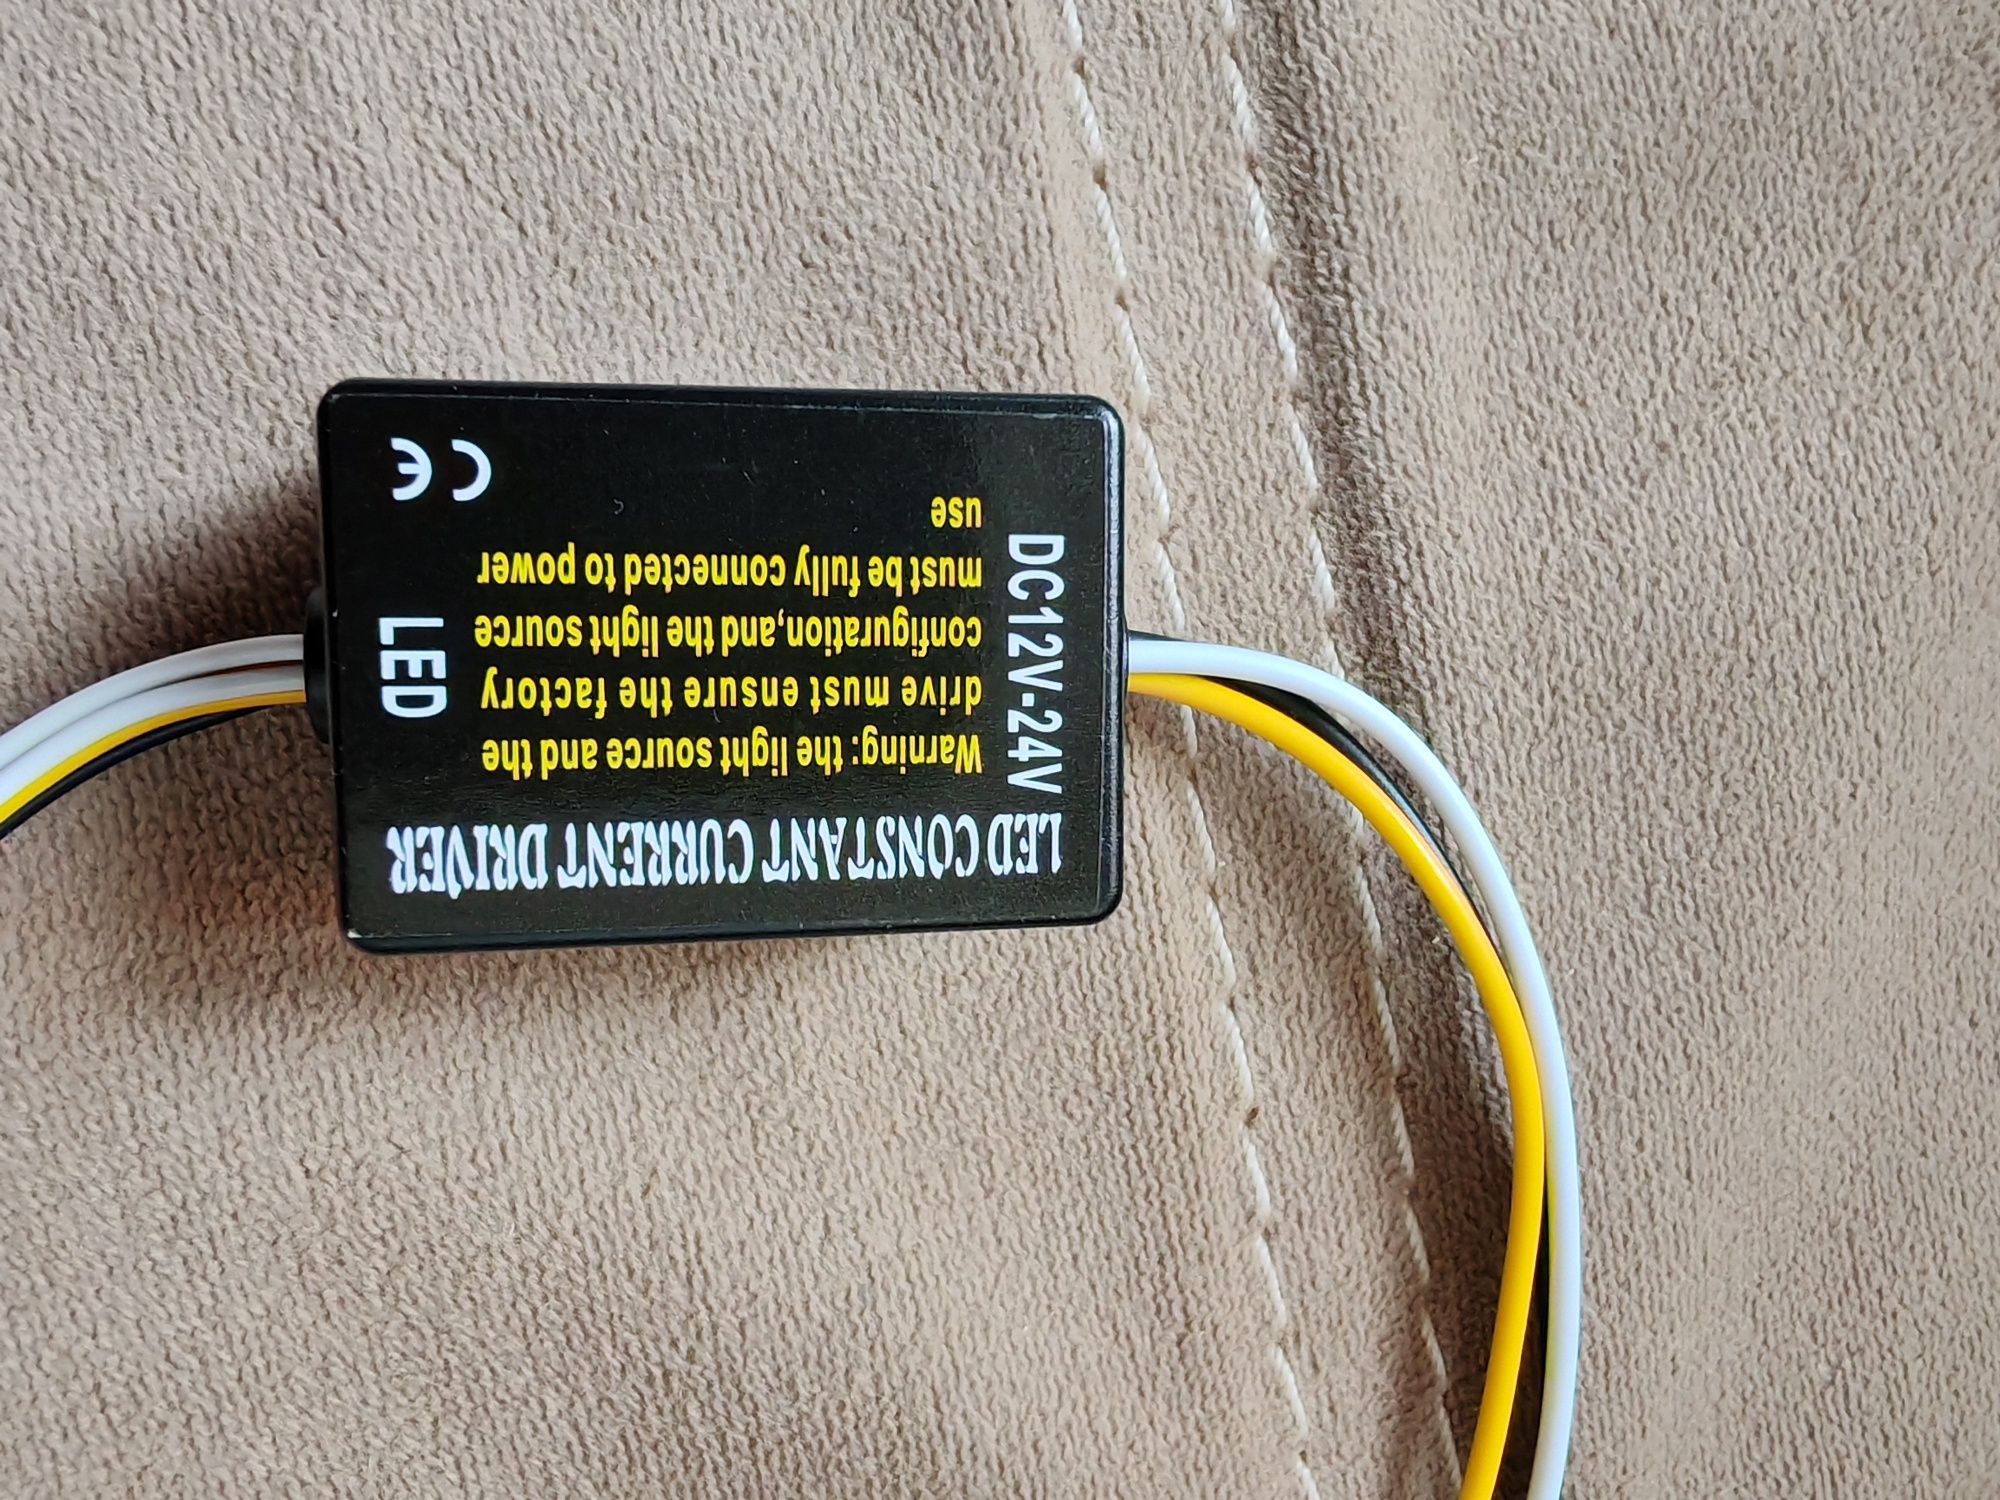 LED CONSTANT CURRENT DRIVER
DC12V-24V
Warning: the light source and the
drive must ensure the factory
configuration,and the light source
must be fully connected to power
use
LED
CE